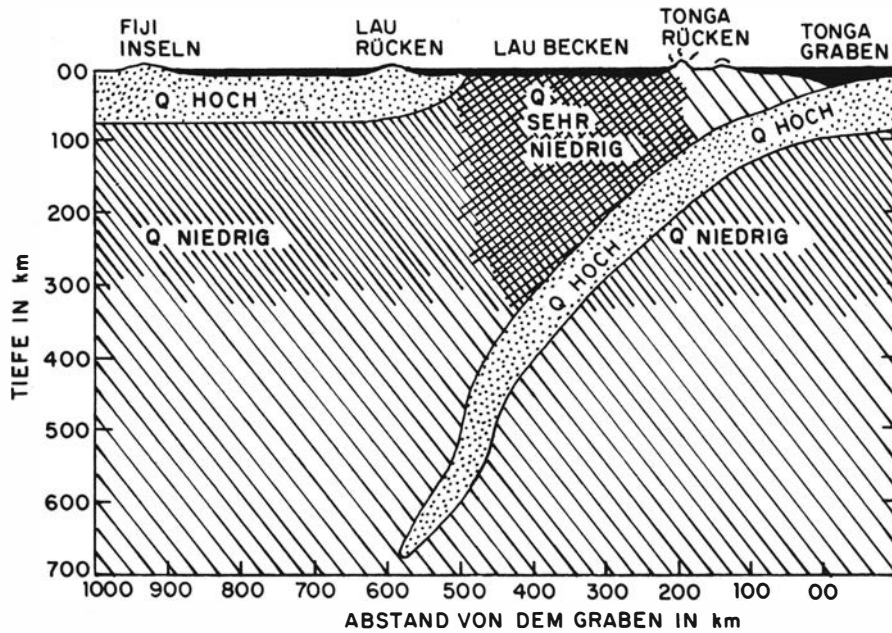 FIJI
INSELN
LAU
RÜCKEN
LAU BECKEN
TONGA
RÜCKEN
TONGA
GRABEN
00
100
200
300
400
500
600
700
TIEFE IN km
Q HOCH
Q
SEHR
NIEDRIG
Q HOCH
Q NIEDRIG
Q NIEDRIG
Q HOCH
1000 900 800 700 600 500 400 300 200 100 00
ABSTAND VON DEM GRABEN IN km